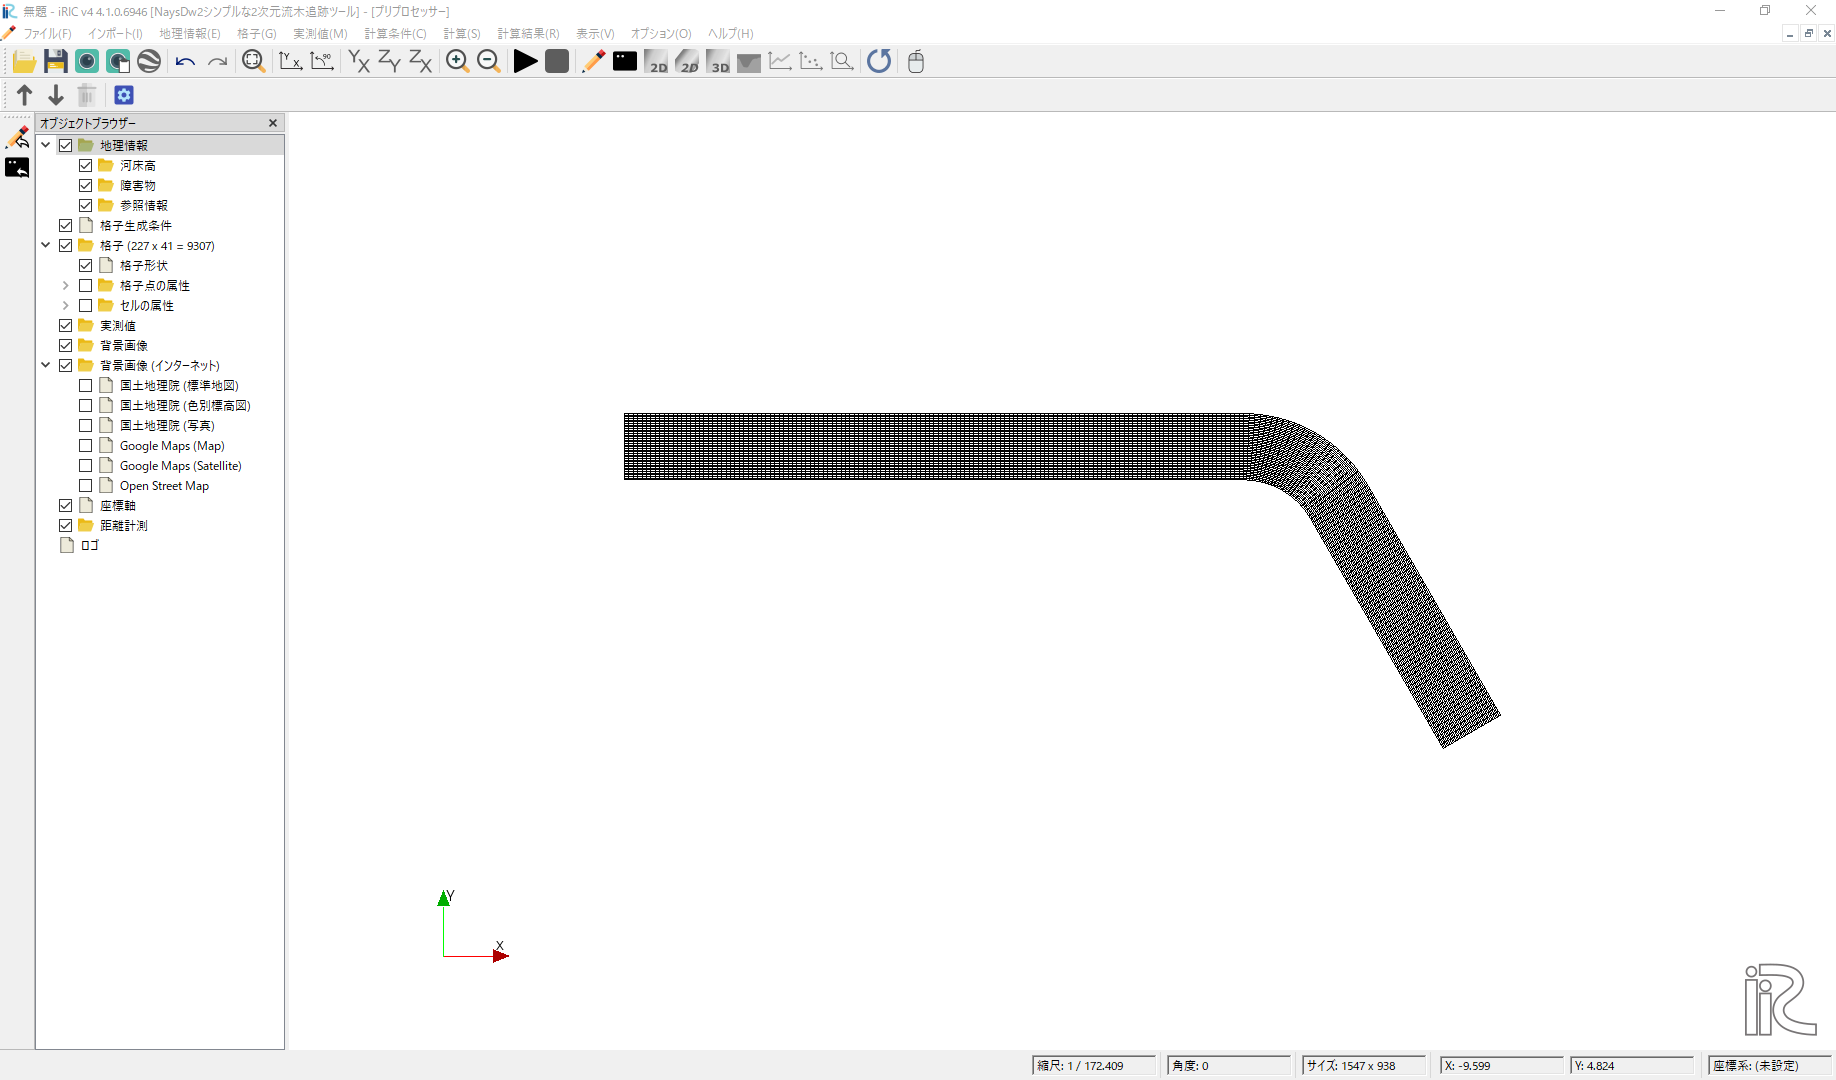 無題 - iRIC v4 4.1.0.6946 [NaysDw2シンプルな2次元流木追跡ツール] - [プリプロセッサー]
ファイル(F) インポート(I) 地理情報(E) 格子(G) 実測値(M) 計算条件(C) 計算(S) 計算結果(R) 表示(V) オプション(O) ヘルプ(H)
オブジェクトブラウザー
地理情報
河床高
障害物
参照情報
格子生成条件
格子 (227 x 41 = 9307)
格子形状
格子点の属性
セルの属性
実測値
背景画像
背景画像 (インターネット)
国土地理院 (標準地図)
国土地理院 (色別標高図)
国土地理院 (写真)
Google Maps (Map)
Google Maps (Satellite)
Open Street Map
座標軸
距離計測
ロゴ
Y
X
iRIC
縮尺: 1 / 172.409 角度: 0 サイズ: 1547 x 938 X: -9.599 Y: 4.824 座標系: (未設定)